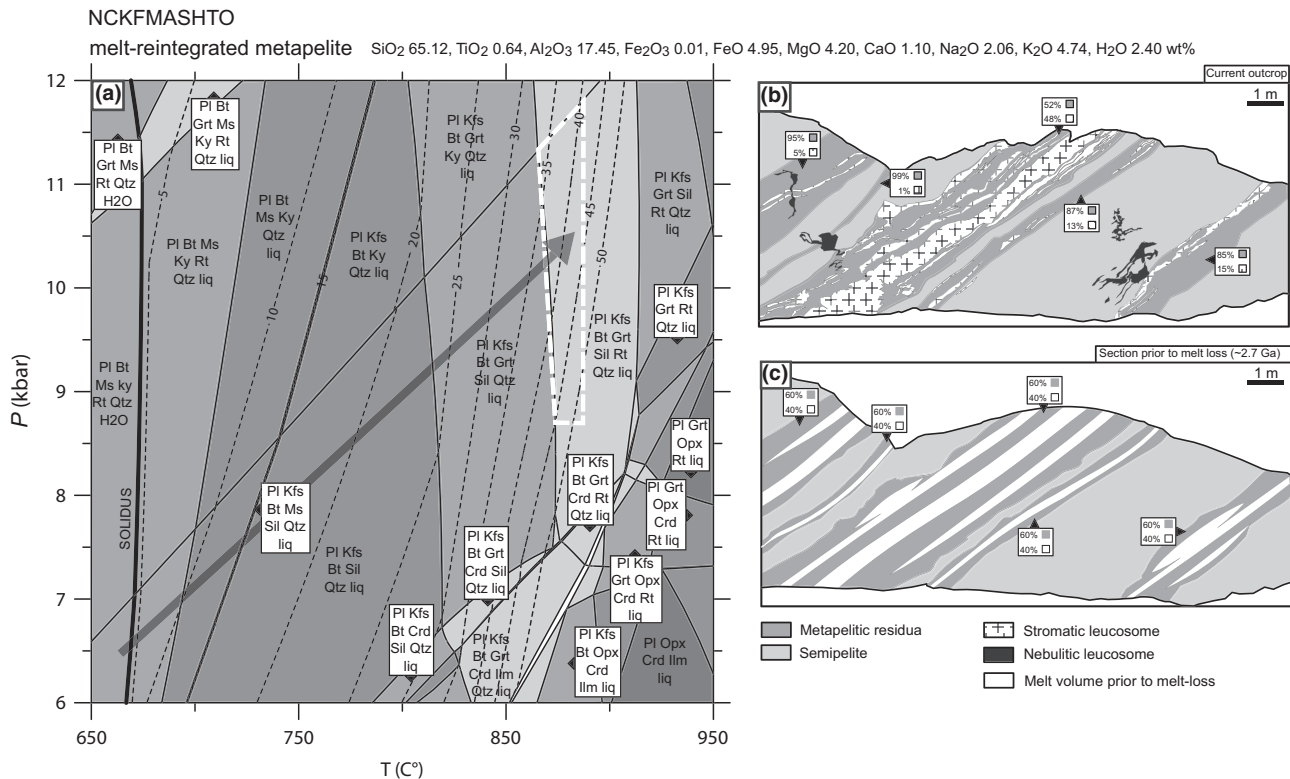 NCKFMASHTO
melt-reintegrated metapelite SiO2 65.12, TiO2 0.64, Al2O3 17.45, Fe2O3 0.01, FeO 4.95, MgO 4.20, CaO 1.10, Na2O 2.06, K2O 4.74, H2O 2.40 wt%
(a)
12
11
10
9
8
7
6
P (kbar)
650
750
850
950
T (C°)
SOLIDUS
Pl Bt
Grt Ms
Rt Qtz
H2O
Pl Bt
Grt Ms
Ky Rt
Qtz liq
Pl Bt
Ms ky
Rt Qtz
H2O
Pl Bt Ms
Ky Rt
Qtz liq
Pl Bt
Ms Ky
Qtz
liq
Pl Kfs
Bt Ky
Qtz liq
Pl Kfs
Bt Grt
Ky Qtz
liq
Pl Kfs
Bt Ms
Sil Qtz
liq
Pl Kfs
Bt Sil
Qtz liq
Pl Kfs
Bt Grt
Sil Qtz
liq
Pl Kfs
Bt Grt
Sil Rt
Qtz liq
Pl Kfs
Grt Sil
Rt Qtz
liq
Pl Kfs
Grt Rt
Qtz liq
Pl Grt
Opx
Rt liq
Pl Grt
Opx
Crd
Rt liq
Pl Kfs
Bt Grt
Crd Rt
Qtz liq
Pl Kfs
Bt Grt
Crd Sil
Qtz liq
Pl Kfs
Bt Crd
Sil Qtz
liq
Pl Kfs
Bt Grt
Crd Ilm
Qtz liq
Pl Kfs
Grt Opx
Crd Rt
liq
Pl Kfs
Bt Opx
Crd
Ilm liq
Pl Opx
Crd Ilm
liq
5
10
15
20
25
30
35
40
45
50
Current outcrop
(b)
1 m
95%
5%
99%
1%
52%
48%
87%
13%
85%
15%
Section prior to melt loss (~2.7 Ga)
(c)
1 m
60%
40%
60%
40%
60%
40%
60%
40%
60%
40%
Metapelitic residua
Semipelite
Stromatic leucosome
Nebulitic leucosome
Melt volume prior to melt-loss